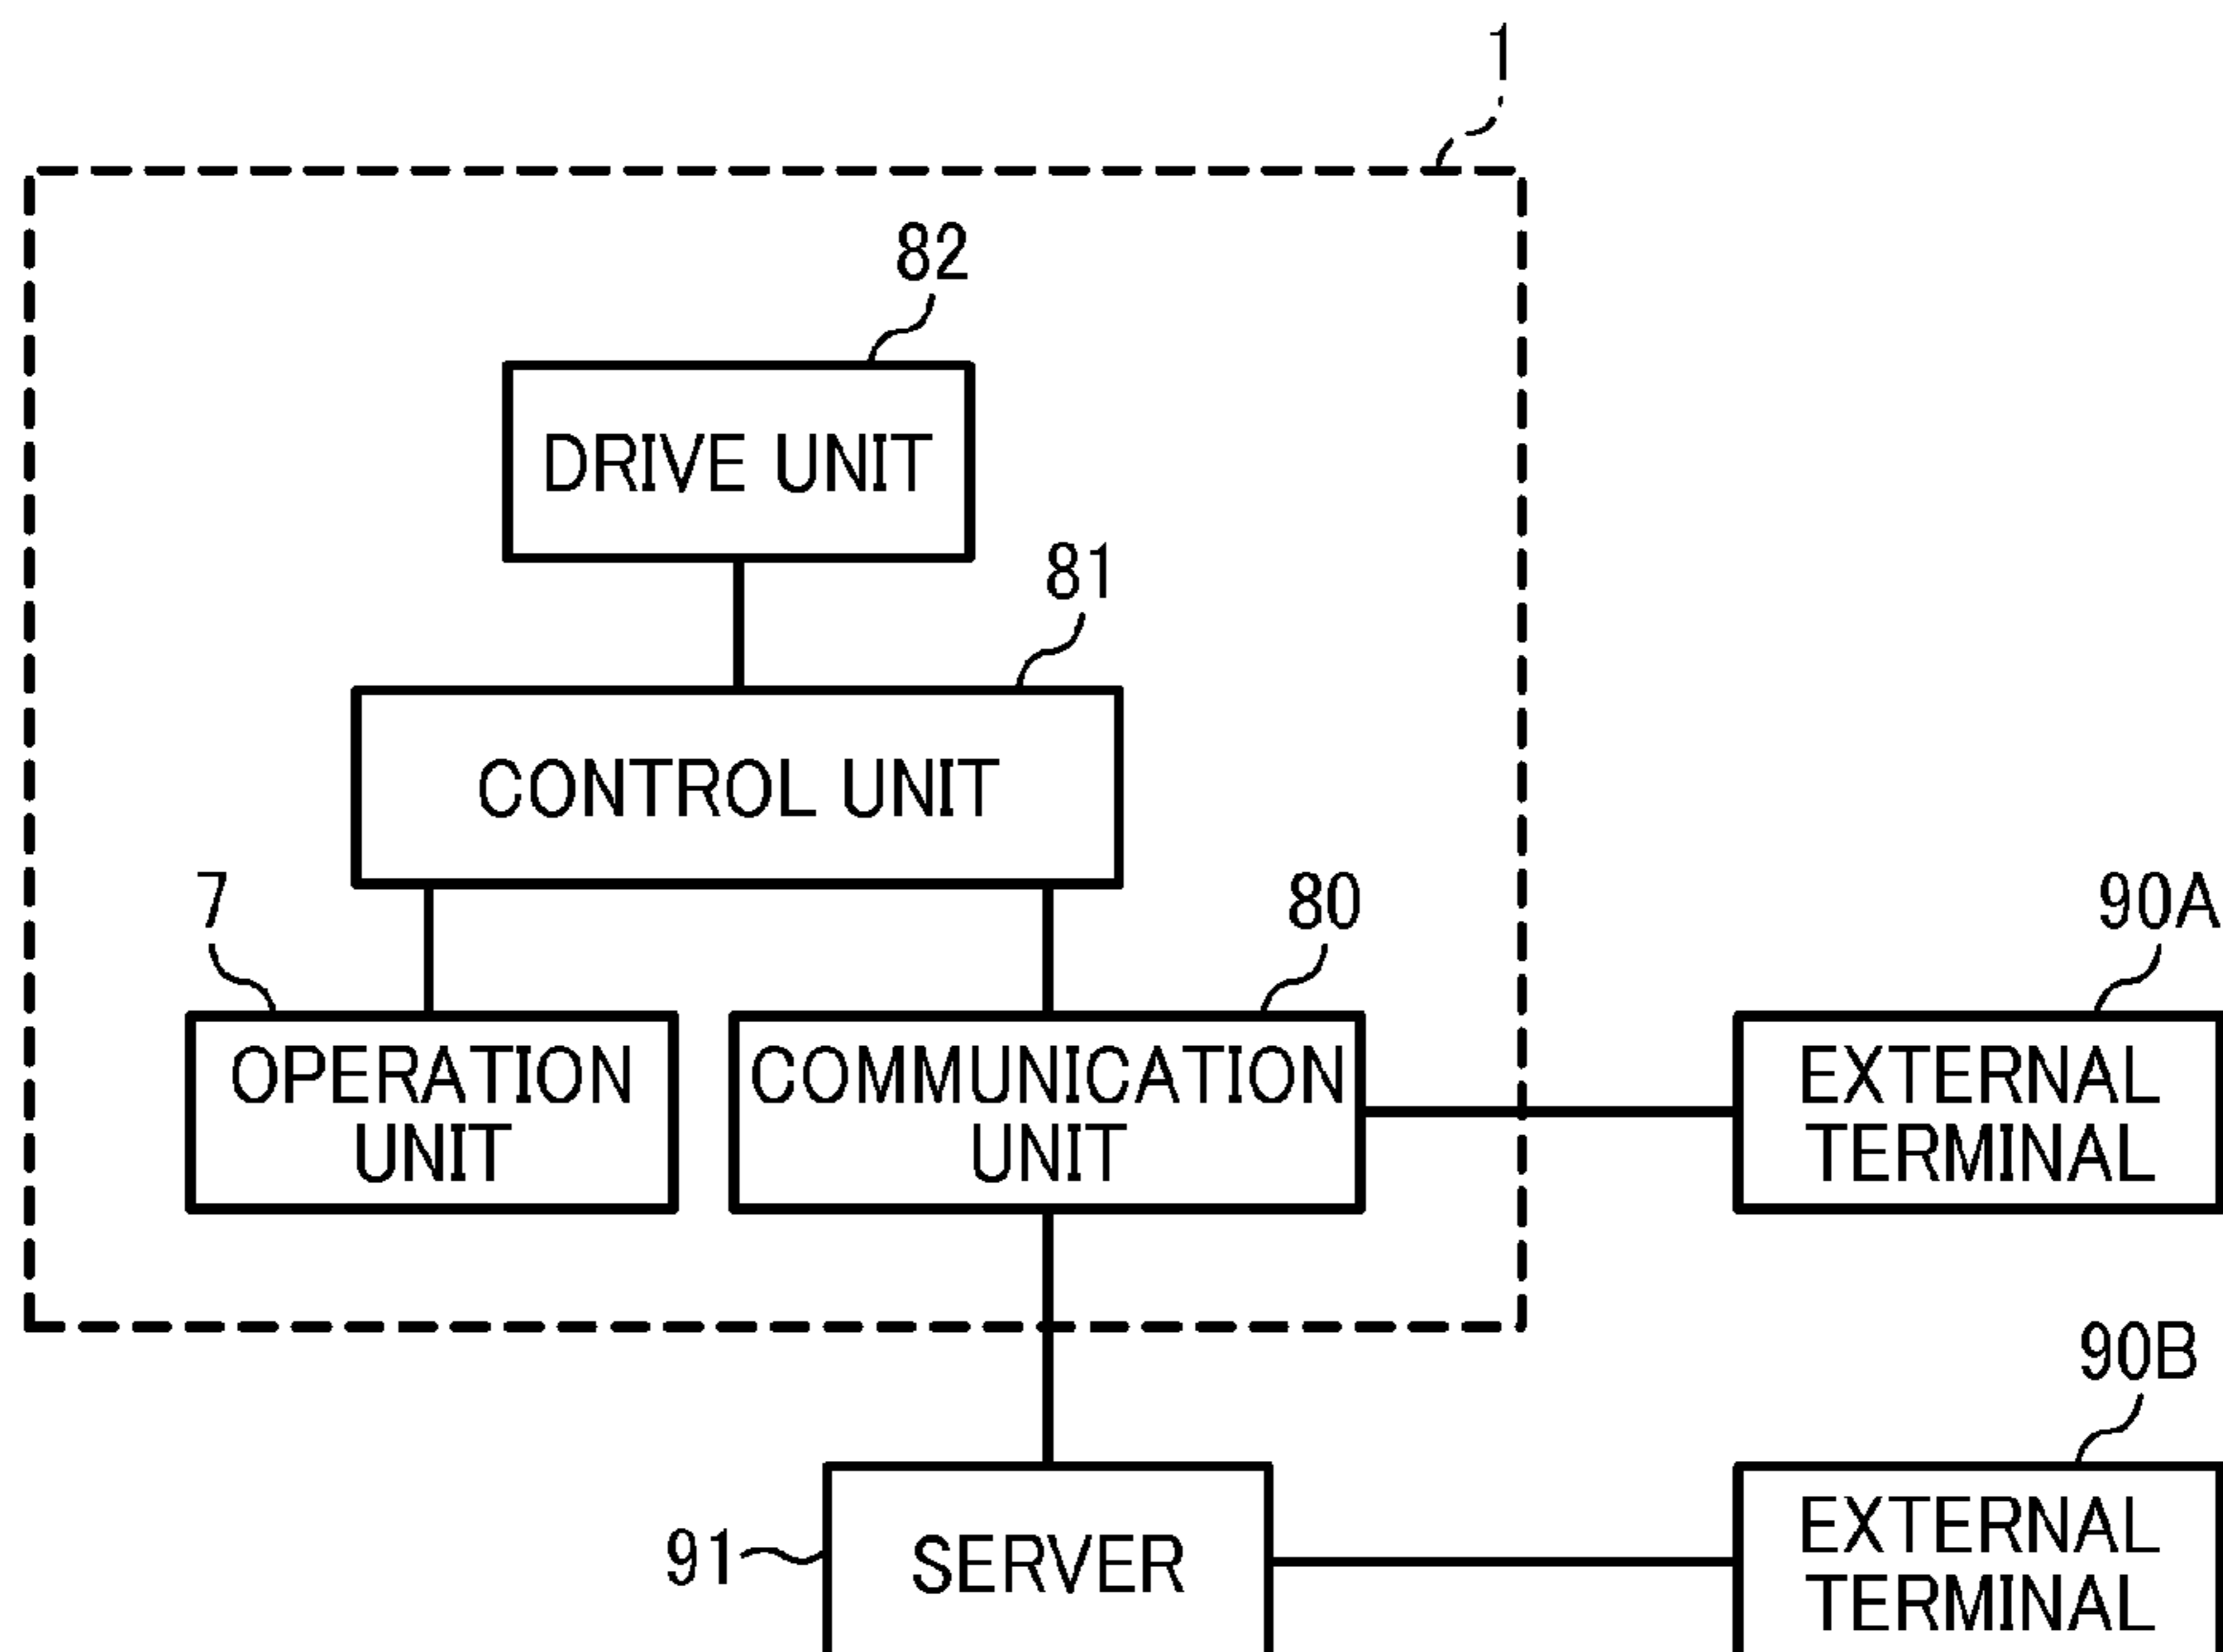 1
82
DRIVE UNIT
81
CONTROL UNIT
7
80
90A
OPERATION
UNIT
COMMUNICATION
UNIT
EXTERNAL
TERMINAL
90B
91
SERVER
EXTERNAL
TERMINAL